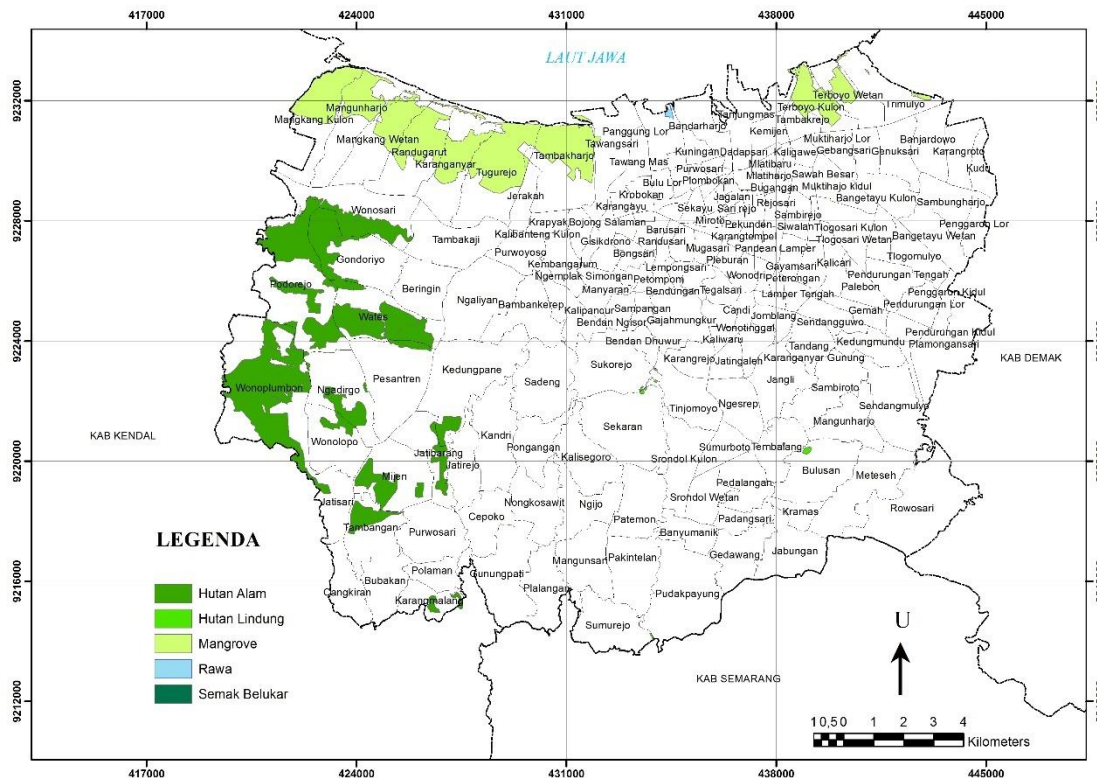 417000 424000 431000 438000 445000
LAUT JAWA
9232000
9228000
9224000
9220000
9216000
9212000
Mangunharjo
Mangkang Kulon
Mangkang Wetan
Randugarut
Karanganyar
Tugurejo
Tambakharjo
Tawangsari
Jerakah
Panggung Lor
Bandarharjo
Kemijen
Terboyo Wetan
Terboyo Kulon
Tambakrejo
Trimulyo
Muktiharjo Lor
Gebangsari
Genuksari
Banjardowo
Karangroto
Kudu
Tawang Mas
Kuningan
Dadapsari
Kaligawe
Purwosari
Mlatibaru
Bulu Lor
Plombokan
Mlatiharjo
Sawah Besar
Krobokan
Jagalan
Bugangan
Muktiharjo kidul
Karangayu
Sekayu
Sari rejo
Rejosari
Bangetayu Kulon
Sambungharjo
Wonosari
Krapyak
Bojong Salaman
Miroto
Pekunden
Sambirejo
Siwalan
Tlogosari Kulon
Penggaron Lor
Tambakaji
Kalibanteng Kulon
Gisikdrono
Barusari
Randusari
Karangtempel
Tlogosari Wetan
Bangetayu Wetan
Purwoyoso
Bongsari
Mugasari
Pandean Lamper
Pleburan
Tlogomulyo
Gondoriyo
Kembangarum
Lempongsari
Gayamsari
Kalicari
Ngemplak Simongan
Petompon
Wonodri
Peterongan
Pendurungan Tengah
Podorejo
Beringin
Manyaran
Bendungan
Tegalsari
Lamper Tengah
Palebon
Penggaron Kidul
Ngaliyan
Bambankerep
Pendurungan Lor
Wates
Kalipancur
Sampangan
Candi
Jomblang
Gemah
Bendan Ngisor
Gajahmungkur
Wonotinggal
Sendangguwo
Bendan Dhuwur
Kaliwaru
Tandang
Kedungmundu
Pendurungan Kidul
Plamongansari
Karangrejo
Jatingaleh
Karanganyar Gunung
KAB DEMAK
Wonoplumbon
Ngedirgo
Pesantren
Kedungpane
Sadeng
Sukorejo
Jangli
Sambiroto
Tinjomoyo
Ngesrep
Sendangmulyo
Mangunharjo
KAB KENDAL
Wonolopo
Kandri
Sekaran
Jatibarang
Pongangan
Kalisegoro
Sumurboto
Tembalang
Jatirejo
Srondol Kulon
Bulusan
Mijen
Meteseh
Pedalangan
Jatisari
Nongkosawit
Ngijo
Srondol Wetan
Rowosari
Tambangan
Purwosari
Cepoko
Patemon
Padangsari
Kramas
Banyumanik
Mangunsari
Pakintelan
Gedawang
Jabungan
Bubakan
Polaman
Gunungpati
Cangkiran
Karangmalang
Plalangan
Pudakpayung
Sumurejo
KAB SEMARANG
LEGENDA
Hutan Alam
Hutan Lindung
Mangrove
Rawa
Semak Belukar
U
1 0,5 0 1 2 3 4
Kilometers
417000 424000 431000 438000 445000